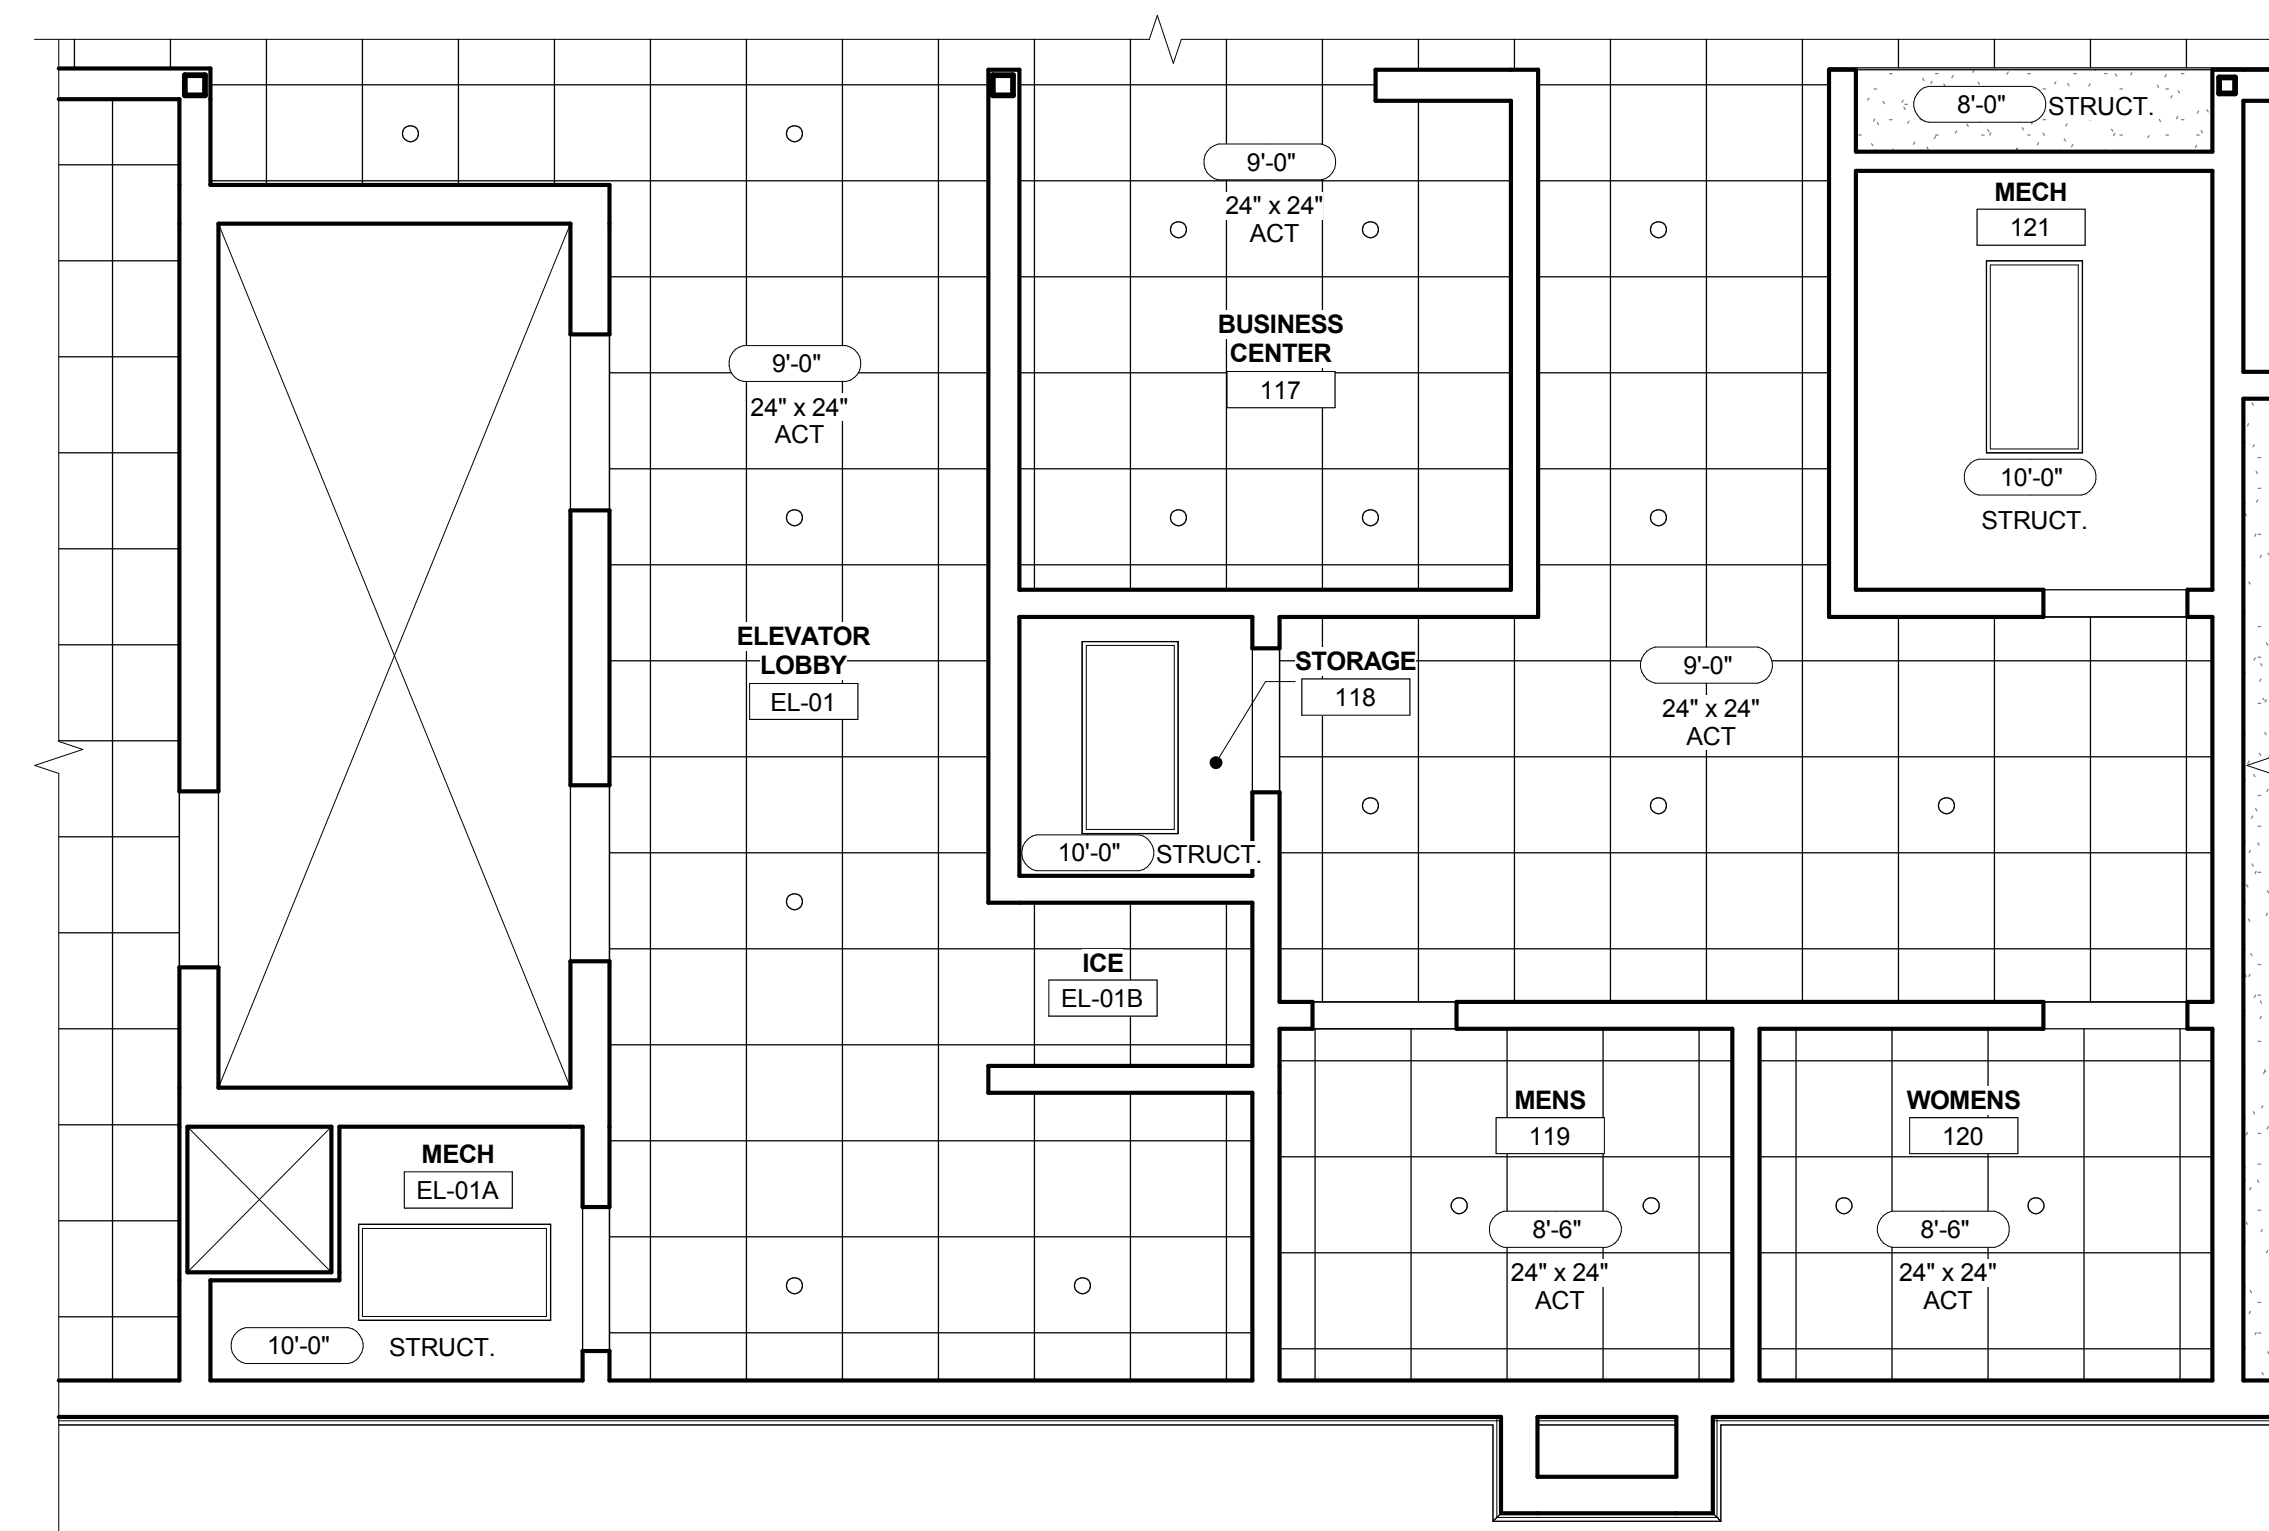 8'-0" STRUCT.
9'-0"
24" x 24"
ACT
MECH
121
BUSINESS
CENTER
117
9'-0"
24" x 24"
ACT
10'-0"
STRUCT.
ELEVATOR
LOBBY
EL-01
STORAGE
118
9'-0"
24" x 24"
ACT
10'-0" STRUCT.
ICE
EL-01B
MENS
119
WOMENS
120
MECH
EL-01A
8'-6"
24" x 24"
ACT
8'-6"
24" x 24"
ACT
10'-0" STRUCT.